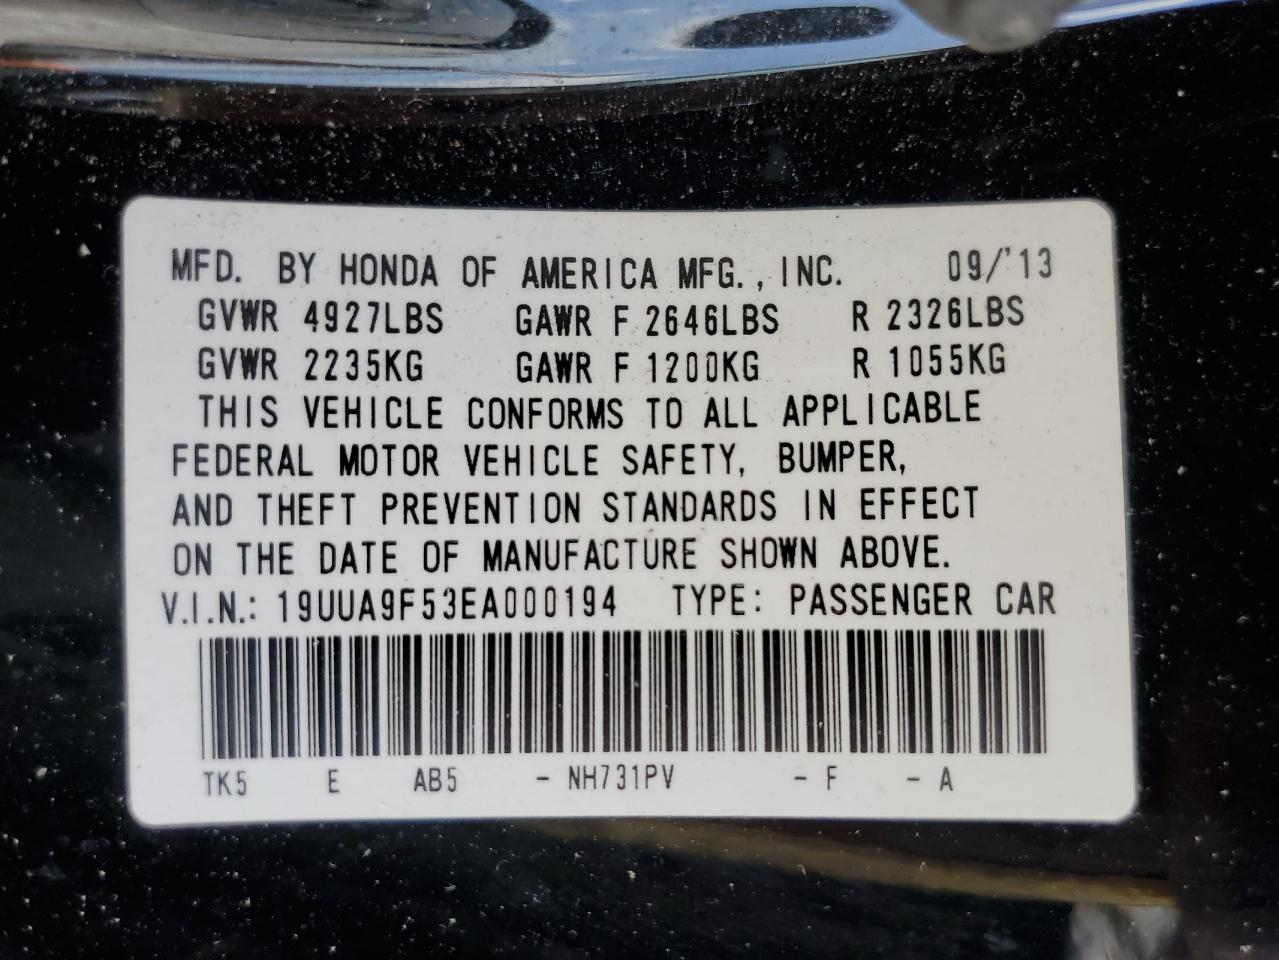 MFD. BY HONDA OF AMERICA MFG., INC. 09/'13
GVWR 4927LBS GAWR F 2646LBS R 2326LBS
GVWR 2235KG GAWR F 1200KG R 1055KG
THIS VEHICLE CONFORMS TO ALL APPLICABLE
FEDERAL MOTOR VEHICLE SAFETY, BUMPER,
AND THEFT PREVENTION STANDARDS IN EFFECT
ON THE DATE OF MANUFACTURE SHOWN ABOVE.
V.I.N.: 19UUA9F53EA000194 TYPE: PASSENGER CAR
TK5 E AB5 - NH731PV - F - A